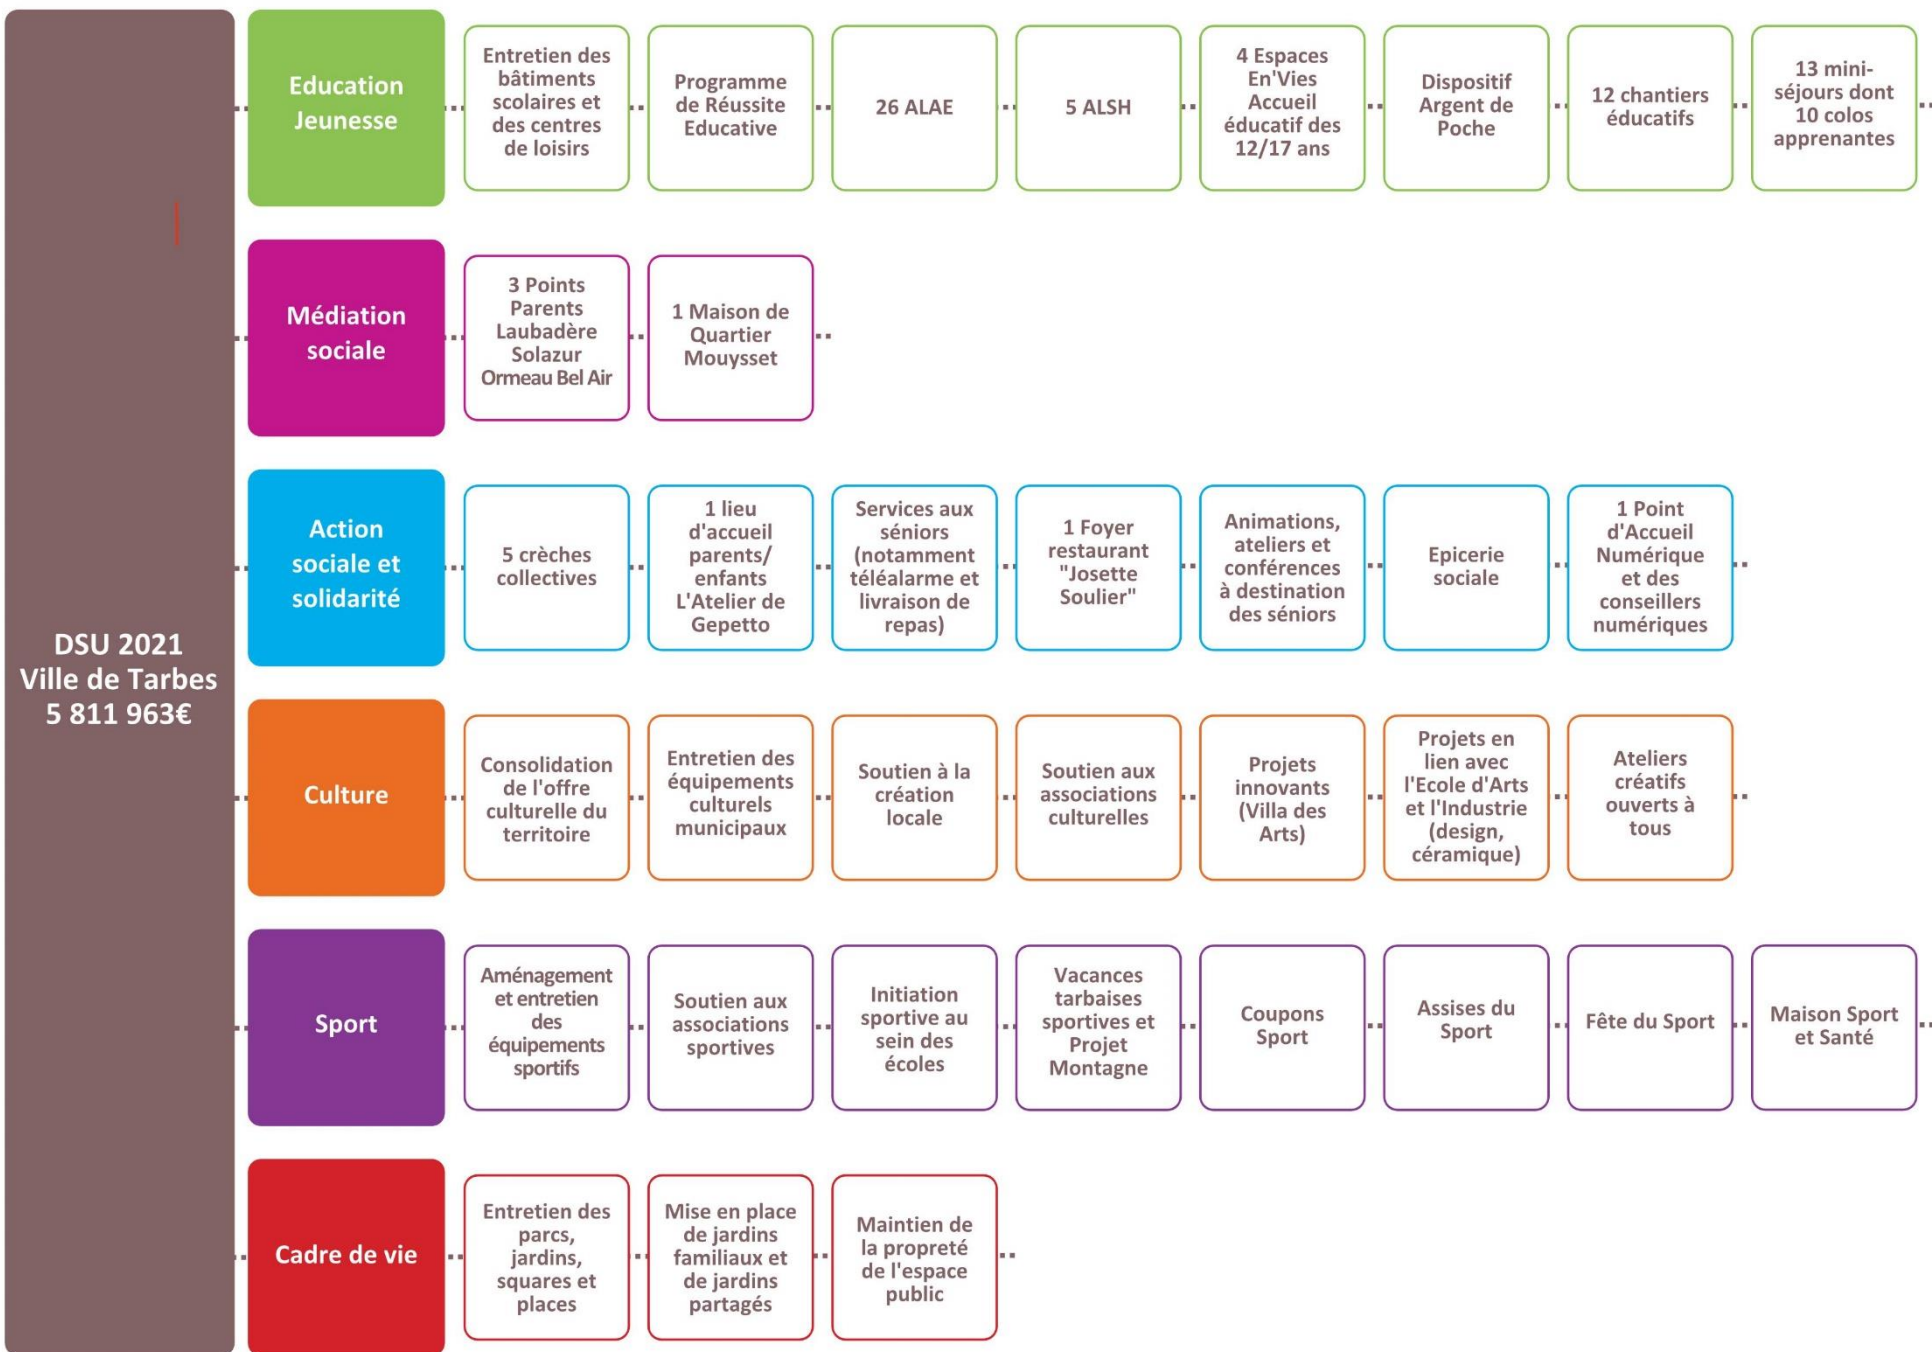 DSU 2021
Ville de Tarbes
5 811 963€
Education
Jeunesse
Entretien des
bâtiments
scolaires et
des centres
de loisirs
Programme
de Réussite
Educative
26 ALAE
5 ALSH
4 Espaces
En'Vies
Accueil
éducatif des
12/17 ans
Dispositif
Argent de
Poche
12 chantiers
éducatifs
13 mini-
séjours dont
10 colos
apprenantes
Médiation
sociale
3 Points
Parents
Laubadère
Solazur
Ormeau Bel Air
1 Maison de
Quartier
Mouysset
Action
sociale et
solidarité
5 crèches
collectives
1 lieu
d'accueil
parents/
enfants
L'Atelier de
Gepetto
Services aux
séniors
(notamment
téléalarme et
livraison de
repas)
1 Foyer
restaurant
"Josette
Soulier"
Animations,
ateliers et
conférences
à destination
des séniors
Epicerie
sociale
1 Point
d'Accueil
Numérique
et des
conseillers
numériques
Culture
Consolidation
de l'offre
culturelle du
territoire
Entretien des
équipements
culturels
municipaux
Soutien à la
création
locale
Soutien aux
associations
culturelles
Projets
innovants
(Villa des
Arts)
Projets en
lien avec
l'Ecole d'Arts
et l'Industrie
(design,
céramique)
Ateliers
créatifs
ouverts à
tous
Sport
Aménagement
et entretien
des
équipements
sportifs
Soutien aux
associations
sportives
Initiation
sportive au
sein des
écoles
Vacances
tarbaises
sportives et
Projet
Montagne
Coupons
Sport
Assises du
Sport
Fête du Sport
Maison Sport
et Santé
Cadre de vie
Entretien des
parcs,
jardins,
squares et
places
Mise en place
de jardins
familiaux et
de jardins
partagés
Maintien de
la propreté
de l'espace
public